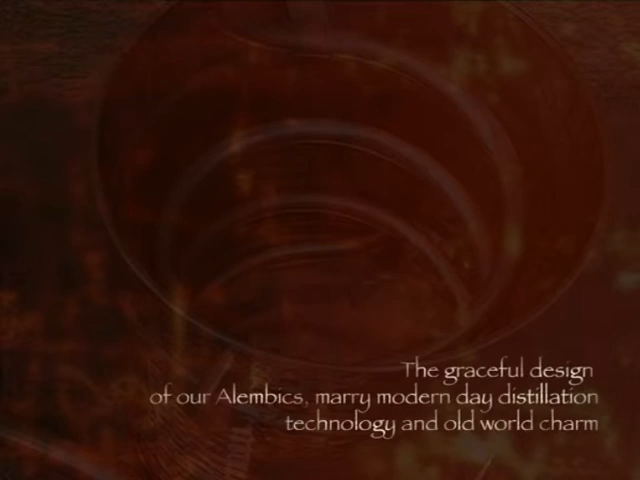 The graceful design
of our Alembics, marry modern day distillation
technology and old world charm